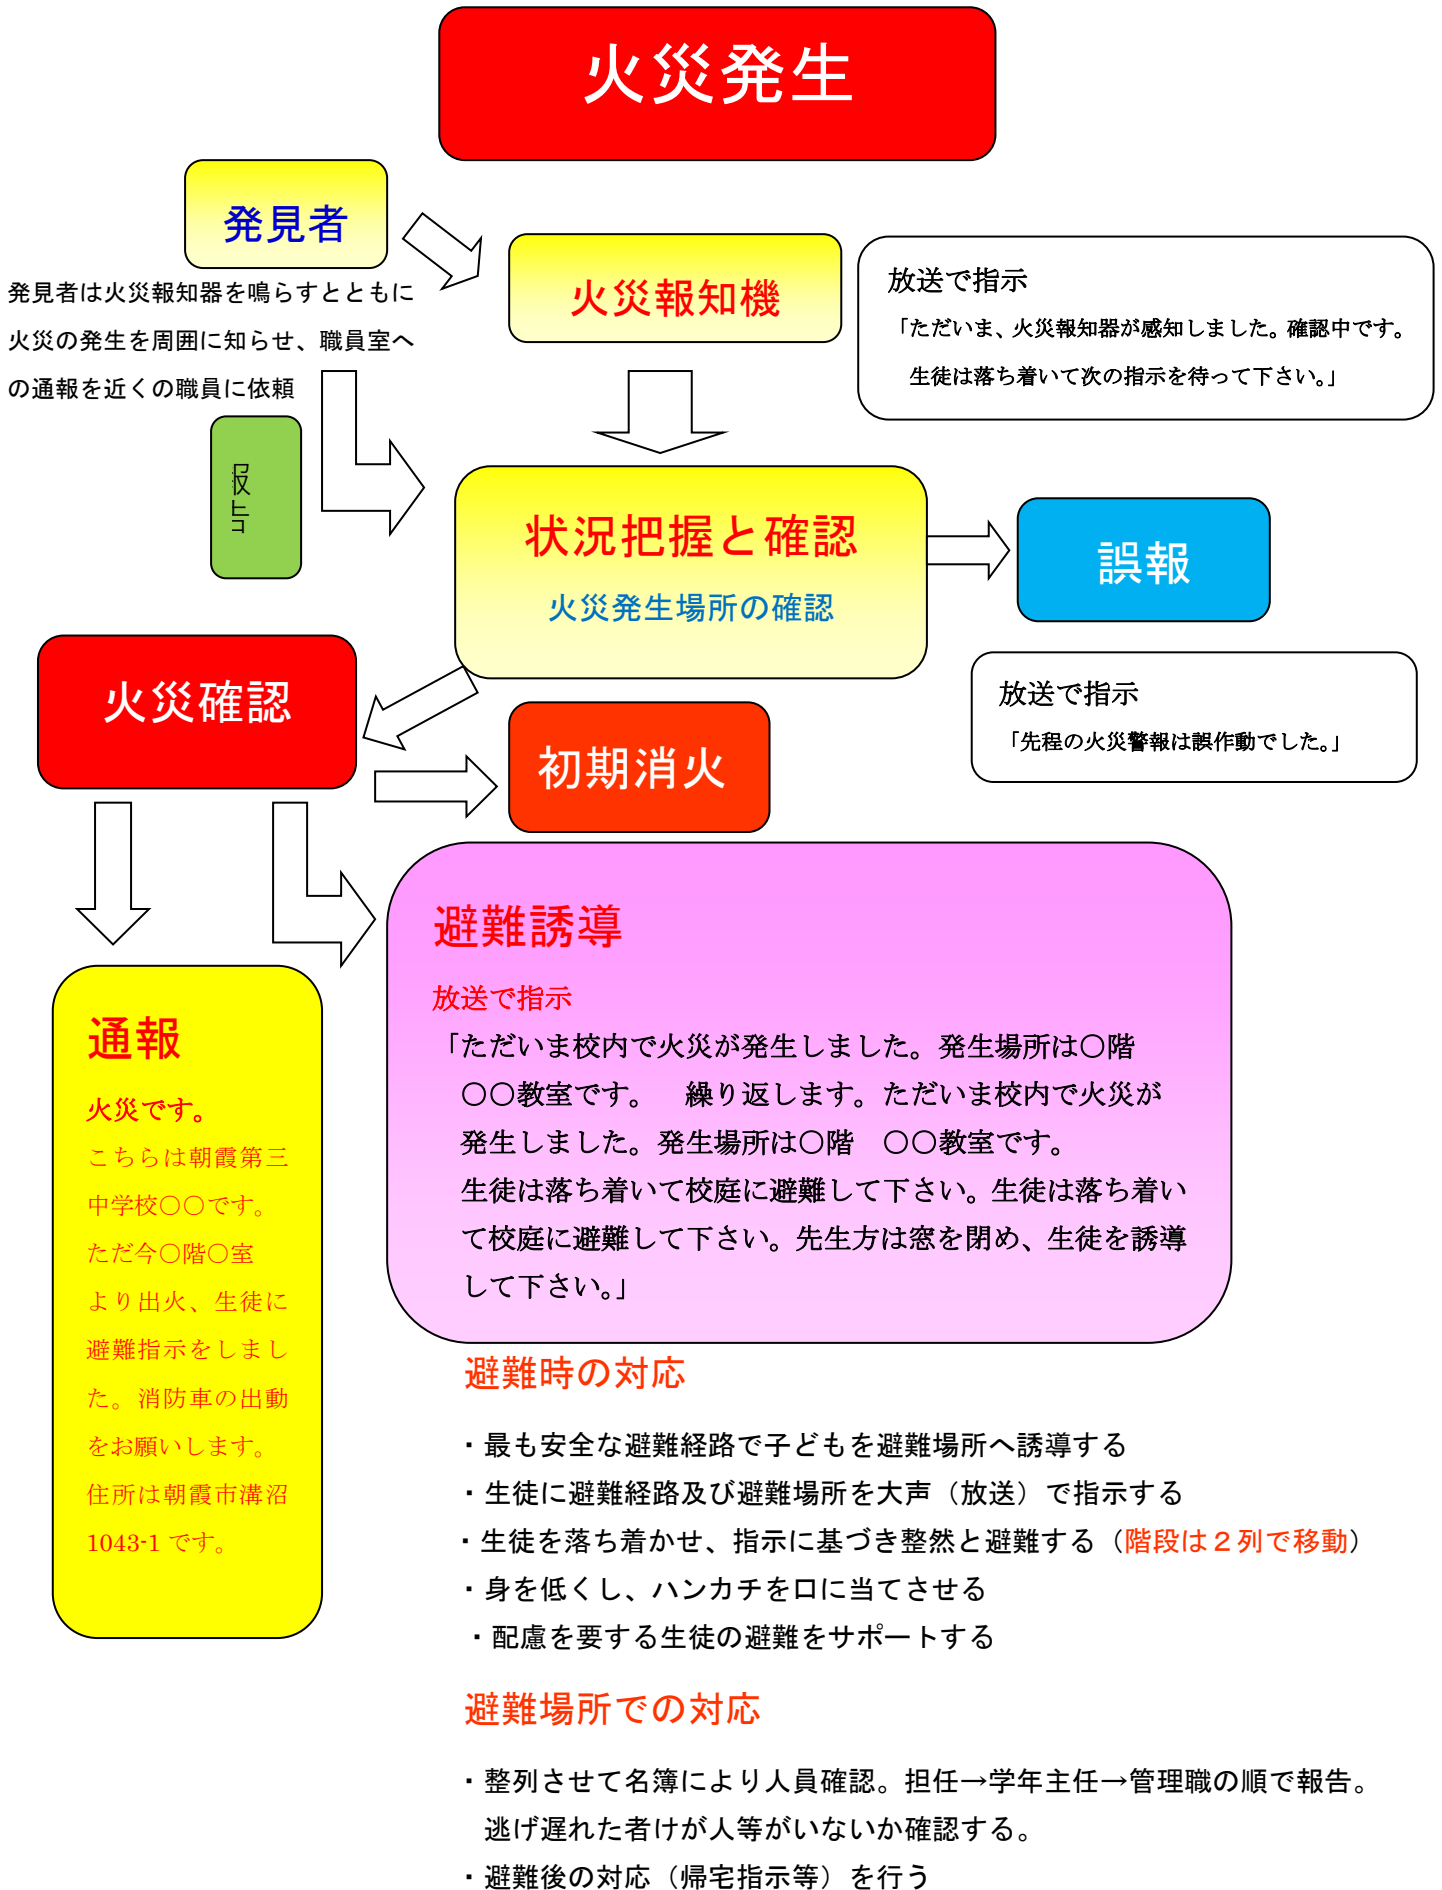 火災発生
発見者
発見者は火災報知器を鳴らすとともに
火災の発生を周囲に知らせ、職員室へ
の通報を近くの職員に依頼
火災報知機
放送で指示
「ただいま、火災報知器が感知しました。確認中です。
生徒は落ち着いて次の指示を待って下さい。」
報告
状況把握と確認
火災発生場所の確認
誤報
放送で指示
「先程の火災警報は誤作動でした。」
火災確認
初期消火
避難誘導
放送で指示
「ただいま校内で火災が発生しました。発生場所は〇階
〇〇教室です。　繰り返します。ただいま校内で火災が
発生しました。発生場所は〇階　〇〇教室です。
生徒は落ち着いて校庭に避難して下さい。生徒は落ち着い
て校庭に避難して下さい。先生方は窓を閉め、生徒を誘導
して下さい。」
通報
火災です。
こちらは朝霞第三
中学校〇〇です。
ただ今〇階〇室
より出火、生徒に
避難指示をしまし
た。消防車の出動
をお願いします。
住所は朝霞市溝沼
1043-1 です。
避難時の対応
・最も安全な避難経路で子どもを避難場所へ誘導する
・生徒に避難経路及び避難場所を大声（放送）で指示する
・生徒を落ち着かせ、指示に基づき整然と避難する（階段は２列で移動）
・身を低くし、ハンカチを口に当てさせる
・配慮を要する生徒の避難をサポートする
避難場所での対応
・整列させて名簿により人員確認。担任→学年主任→管理職の順で報告。
逃げ遅れた者けが人等がいないか確認する。
・避難後の対応（帰宅指示等）を行う